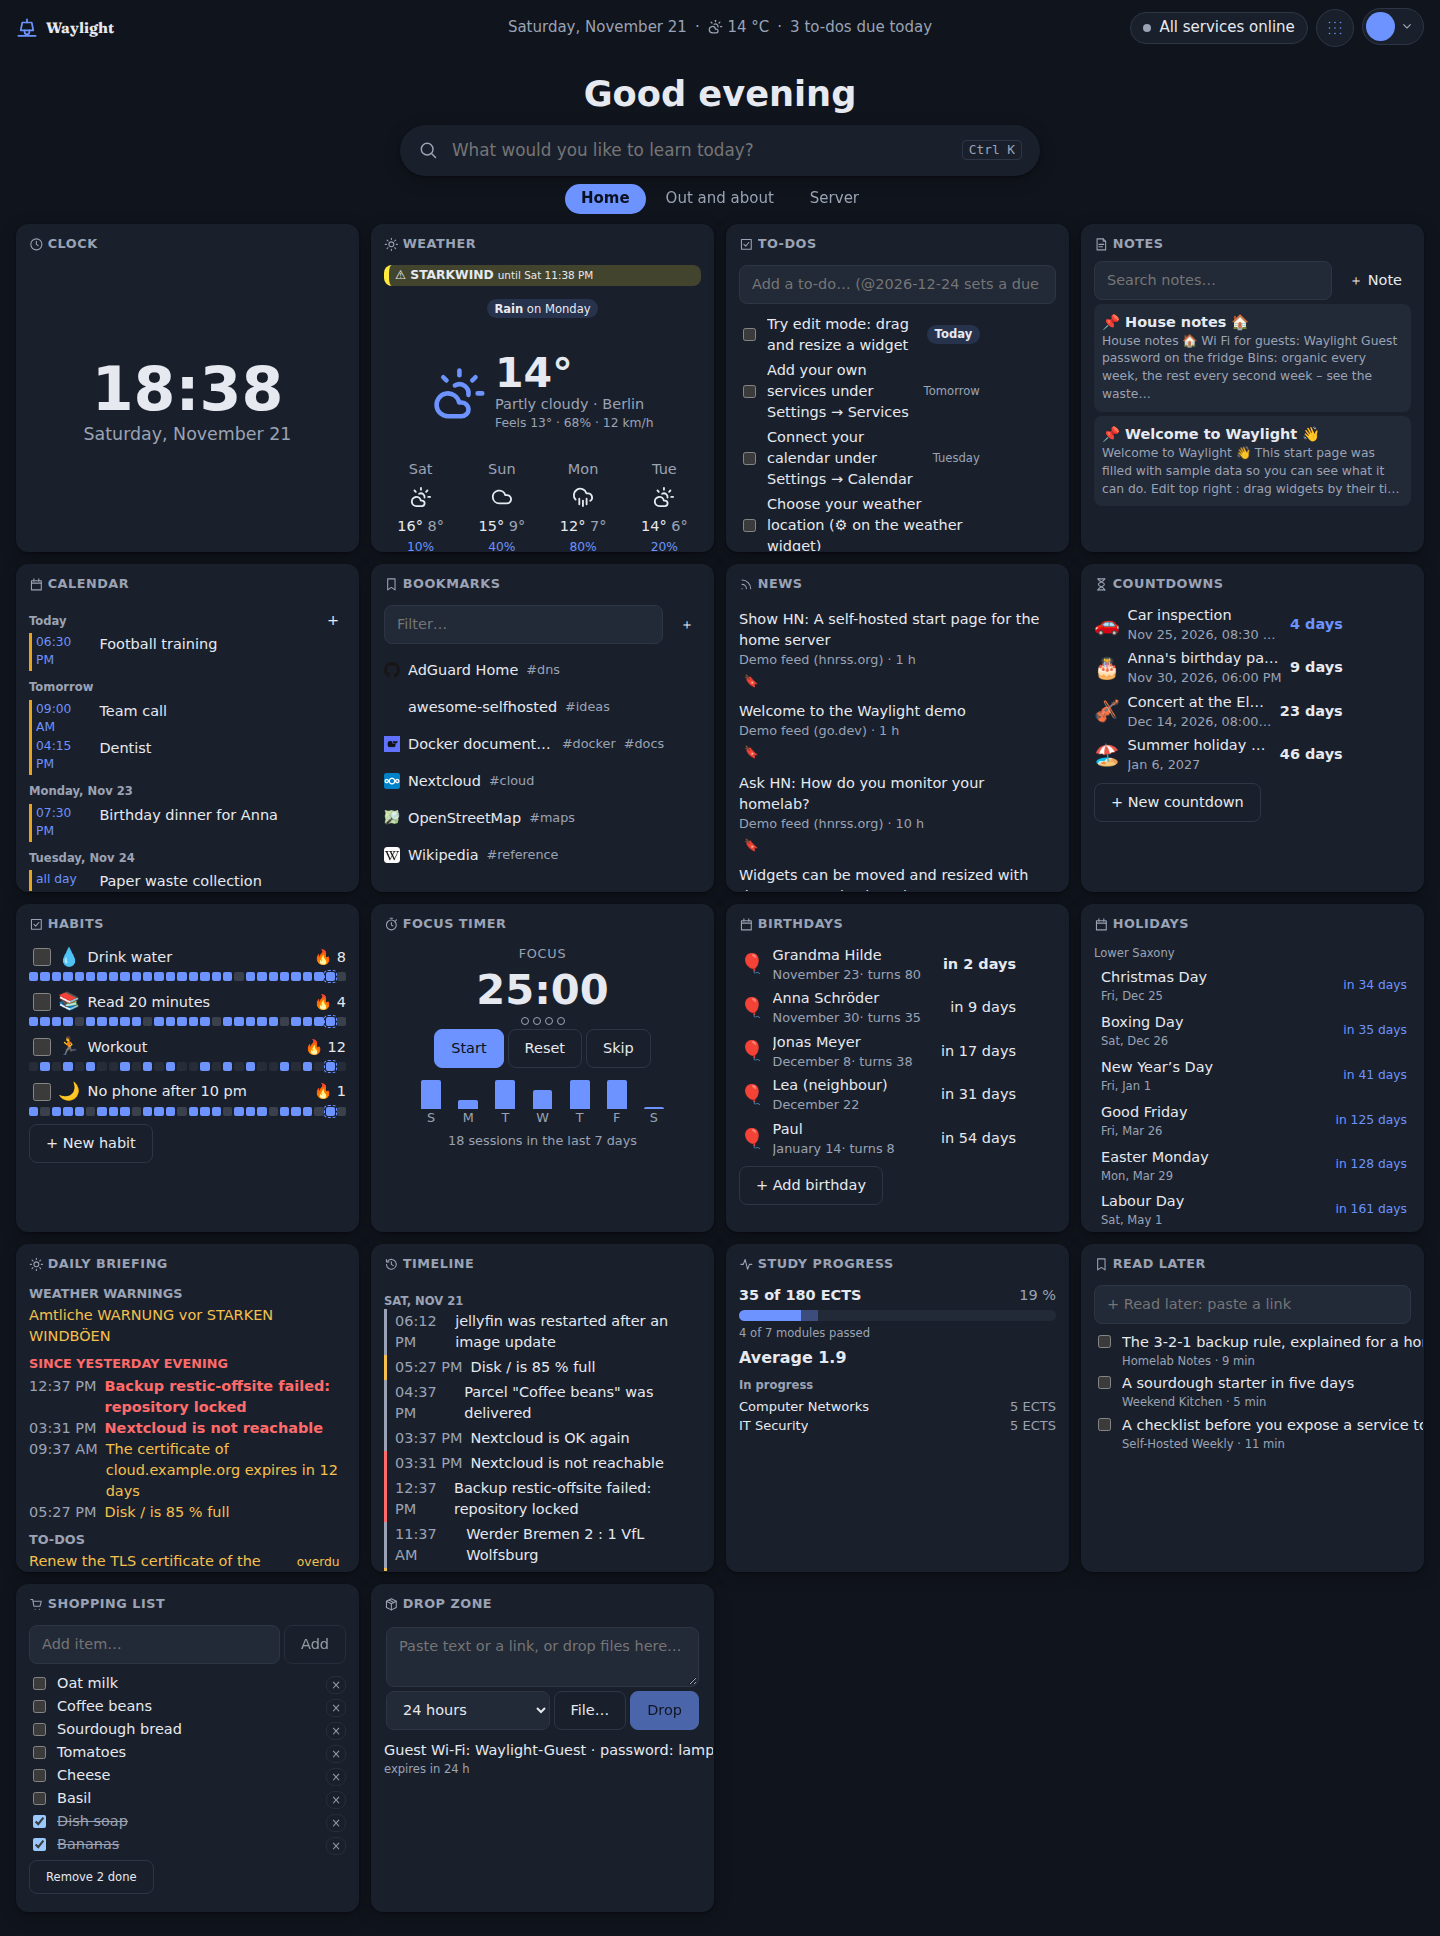 Waylight
Saturday, November 21 · 14 °C · 3 to-dos due today
All services online
Good evening
What would you like to learn today?
Ctrl K
Home
Out and about
Server
CLOCK
18:38
Saturday, November 21
WEATHER
⚠ STARKWIND until Sat 11:38 PM
Rain on Monday
14°
Partly cloudy · Berlin
Feels 13° · 68% · 12 km/h
Sat Sun Mon Tue
16° 8° 15° 9° 12° 7° 14° 6°
10% 40% 80% 20%
TO-DOS
Add a to-do… (@2026-12-24 sets a due
Try edit mode: drag
and resize a widget
Today
Add your own
services under
Settings → Services
Tomorrow
Connect your
calendar under
Settings → Calendar
Tuesday
Choose your weather
location (⚙ on the weather
widget)
NOTES
Search notes…
+ Note
📌 House notes 🏠
House notes 🏠 Wi Fi for guests: Waylight Guest
password on the fridge Bins: organic every
week, the rest every second week – see the
waste…
📌 Welcome to Waylight 👋
Welcome to Waylight 👋 This start page was
filled with sample data so you can see what it
can do. Edit top right : drag widgets by their ti…
CALENDAR
Today
+
06:30
PM
Football training
Tomorrow
09:00
AM
Team call
04:15
PM
Dentist
Monday, Nov 23
07:30
PM
Birthday dinner for Anna
Tuesday, Nov 24
all day
Paper waste collection
BOOKMARKS
Filter…
+
AdGuard Home #dns
awesome-selfhosted #ideas
Docker document… #docker #docs
Nextcloud #cloud
OpenStreetMap #maps
W Wikipedia #reference
NEWS
Show HN: A self-hosted start page for the
home server
Demo feed (hnrss.org) · 1 h
Welcome to the Waylight demo
Demo feed (go.dev) · 1 h
Ask HN: How do you monitor your
homelab?
Demo feed (hnrss.org) · 10 h
Widgets can be moved and resized with
COUNTDOWNS
Car inspection
Nov 25, 2026, 08:30 …
4 days
Anna's birthday pa…
Nov 30, 2026, 06:00 PM
9 days
Concert at the El…
Dec 14, 2026, 08:00…
23 days
Summer holiday …
Jan 6, 2027
46 days
+ New countdown
HABITS
Drink water
🔥 8
Read 20 minutes
🔥 4
Workout
🔥 12
No phone after 10 pm
🔥 1
+ New habit
FOCUS TIMER
FOCUS
25:00
Start
Reset
Skip
S M T W T F S
18 sessions in the last 7 days
BIRTHDAYS
Grandma Hilde
November 23· turns 80
in 2 days
Anna Schröder
November 30· turns 35
in 9 days
Jonas Meyer
December 8· turns 38
in 17 days
Lea (neighbour)
December 22
in 31 days
Paul
January 14· turns 8
in 54 days
+ Add birthday
HOLIDAYS
Lower Saxony
Christmas Day
Fri, Dec 25
in 34 days
Boxing Day
Sat, Dec 26
in 35 days
New Year’s Day
Fri, Jan 1
in 41 days
Good Friday
Fri, Mar 26
in 125 days
Easter Monday
Mon, Mar 29
in 128 days
Labour Day
Sat, May 1
in 161 days
DAILY BRIEFING
WEATHER WARNINGS
Amtliche WARNUNG vor STARKEN
WINDBÖEN
SINCE YESTERDAY EVENING
12:37 PM Backup restic-offsite failed:
repository locked
03:31 PM Nextcloud is not reachable
09:37 AM The certificate of
cloud.example.org expires in 12
days
05:27 PM Disk / is 85 % full
TO-DOS
Renew the TLS certificate of the overdu
TIMELINE
SAT, NOV 21
06:12
PM
jellyfin was restarted after an
image update
05:27 PM Disk / is 85 % full
04:37
PM
Parcel "Coffee beans" was
delivered
03:37 PM Nextcloud is OK again
03:31 PM Nextcloud is not reachable
12:37
PM
Backup restic-offsite failed:
repository locked
11:37
AM
Werder Bremen 2 : 1 VfL
Wolfsburg
STUDY PROGRESS
35 of 180 ECTS
19 %
4 of 7 modules passed
Average 1.9
In progress
Computer Networks 5 ECTS
IT Security 5 ECTS
READ LATER
+ Read later: paste a link
The 3-2-1 backup rule, explained for a ho
Homelab Notes · 9 min
A sourdough starter in five days
Weekend Kitchen · 5 min
A checklist before you expose a service to
Self-Hosted Weekly · 11 min
SHOPPING LIST
Add item…
Add
Oat milk ×
Coffee beans ×
Sourdough bread ×
Tomatoes ×
Cheese ×
Basil ×
Dish soap ×
Bananas ×
Remove 2 done
DROP ZONE
Paste text or a link, or drop files here…
24 hours
File…
Drop
Guest Wi-Fi: Waylight-Guest · password: lamp
expires in 24 h